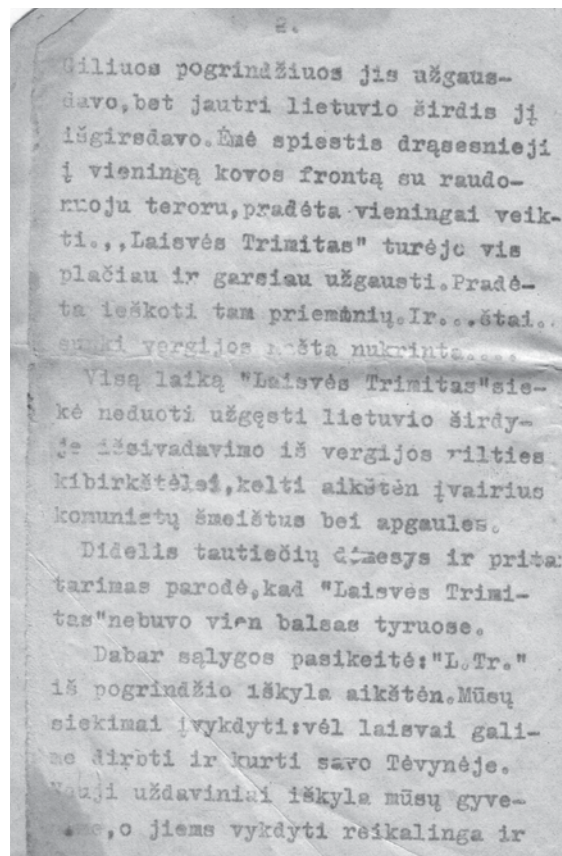 2.
Giliuos pogrindžiuos jis užgaus-
davo,bet jautri lietuvio širdis jį
išgirsdavo.Ėmė spiestis drąsesnieji
į vieningą kovos frontą su raudo-
nuoju teroru,pradėta vieningai veik-
ti.,,Laisvės Trimitas" turėjo vis
plačiau ir garsiau užgausti.Pradė-
ta ieškoti tam priemonių.Ir...štai..
sunki vergijos našta nukrinta....
Visą laiką "Laisvės Trimitas"sie-
kė neduoti užgęsti lietuvio širdy-
je išsivadavimo iš vergijos vilties
kibirkštėlei,kelti aikštėn įvairius
komunistų šmeištus bei apgaules.
Didelis tautiečių dėmesys ir prita
tarimas parodė,kad "Laisvės Trimi-
tas"nebuvo vien balsas tyruose.
Dabar sąlygos pasikeitė:"L.Tr."
iš pogrindžio iškyla aikštėn.Mūsų
siekimai įvykdyti:vėl laisvai gali-
me dirbti ir kurti savo Tėvynėje.
Nauji uždaviniai iškyla mūsų gyve-
nime,o jiems vykdyti reikalinga ir